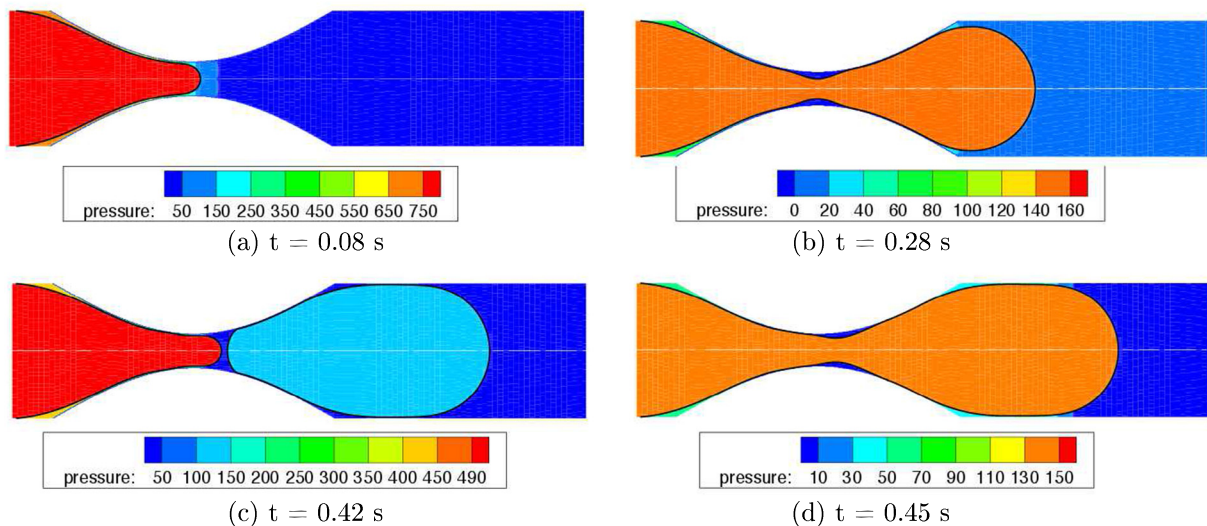 pressure: 50 150 250 350 450 550 650 750
(a) t = 0.08 s
pressure: 0 20 40 60 80 100 120 140 160
(b) t = 0.28 s
pressure: 50 100 150 200 250 300 350 400 450 490
(c) t = 0.42 s
pressure: 10 30 50 70 90 110 130 150
(d) t = 0.45 s